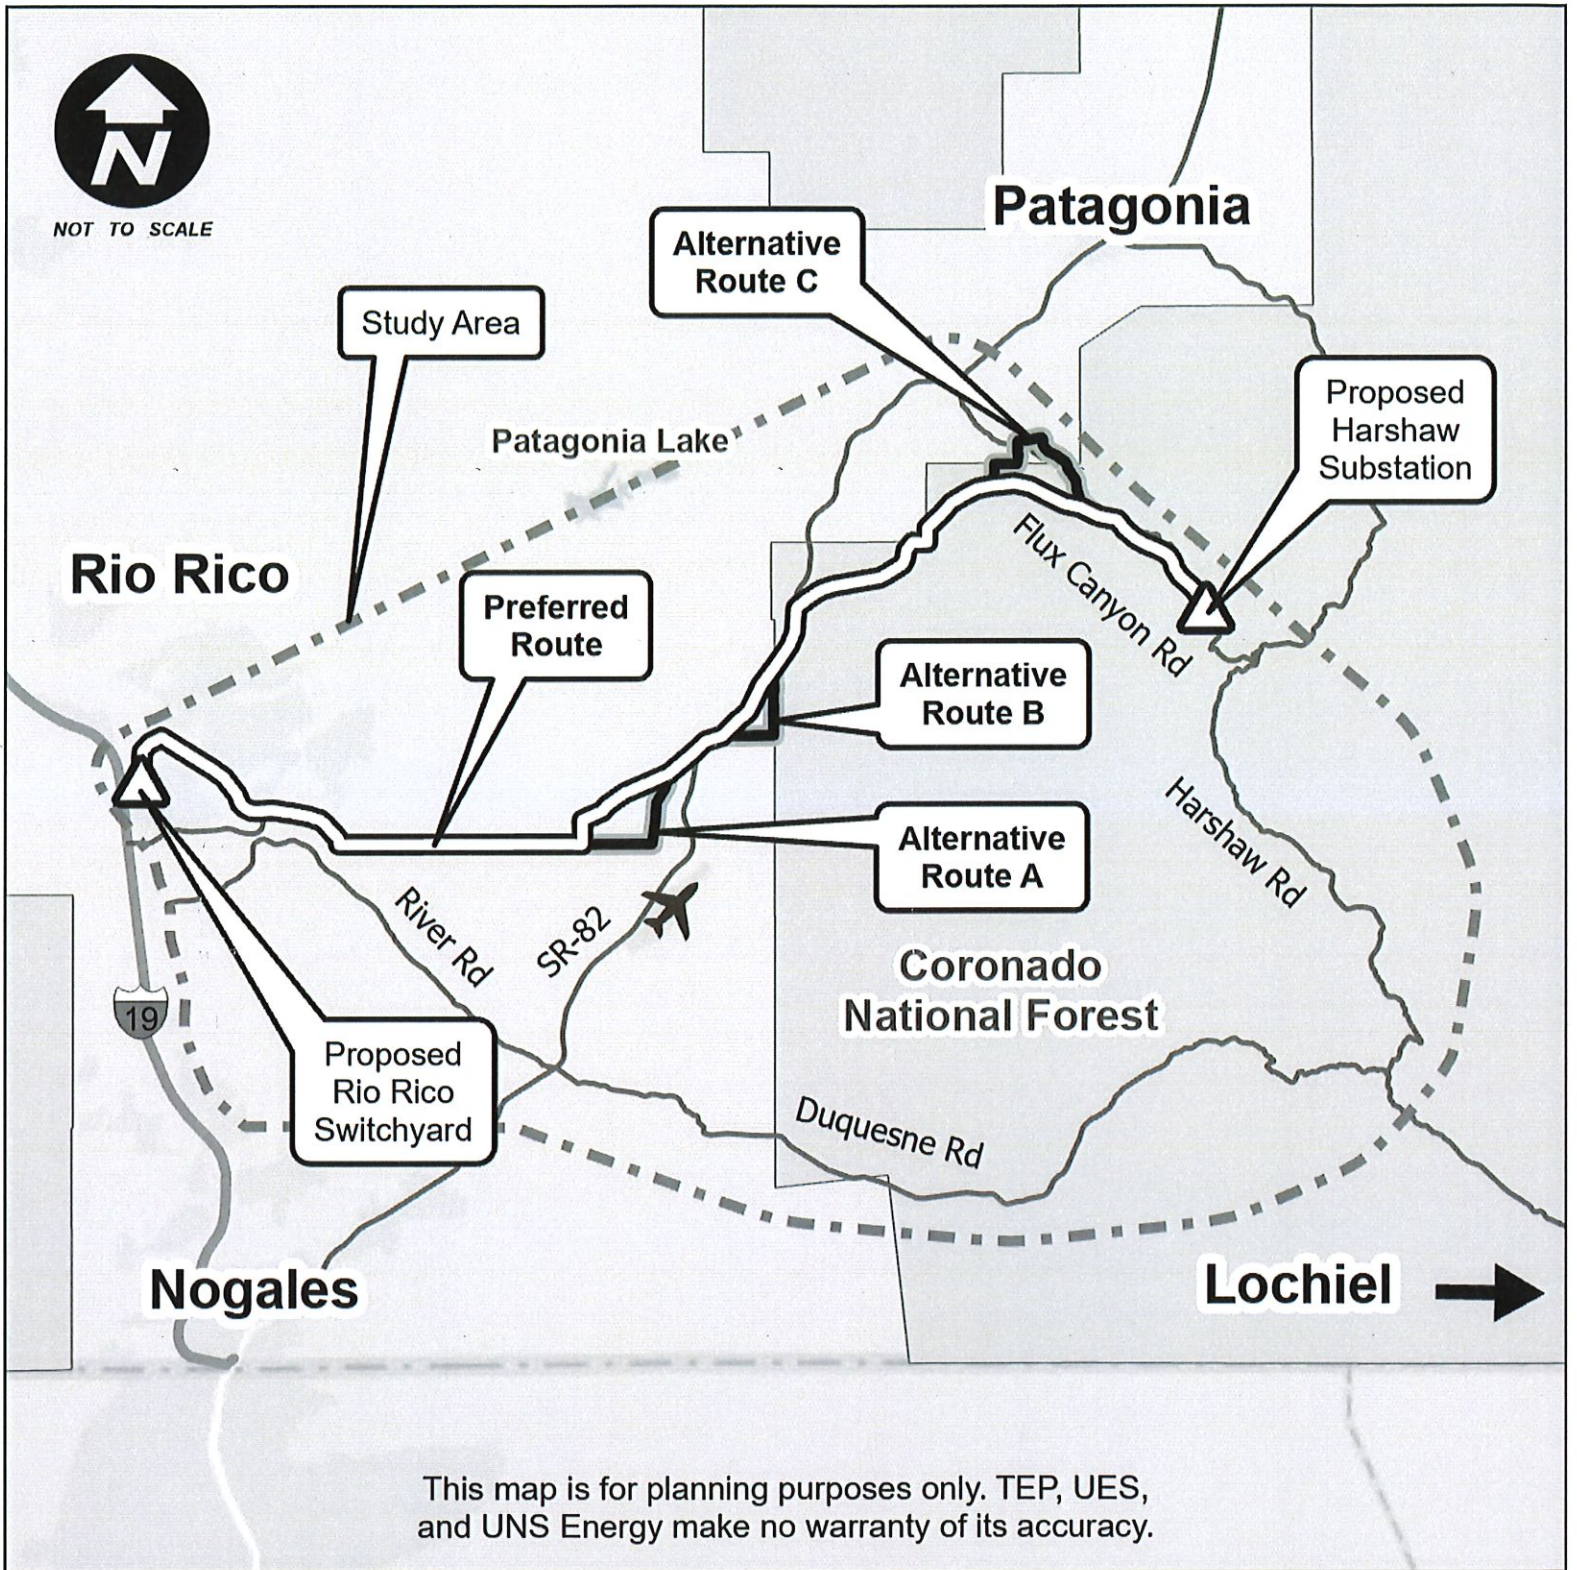 N
NOT TO SCALE
Patagonia
Alternative
Route C
Study Area
Proposed
Harshaw
Substation
Patagonia Lake
Rio Rico
Preferred
Route
Flux Canyon Rd
Alternative
Route B
Alternative
Route A
Harshaw Rd
River Rd
SR-82
Coronado
National Forest
19
Proposed
Rio Rico
Switchyard
Duquesne Rd
Nogales
Lochiel
This map is for planning purposes only. TEP, UES,
and UNS Energy make no warranty of its accuracy.